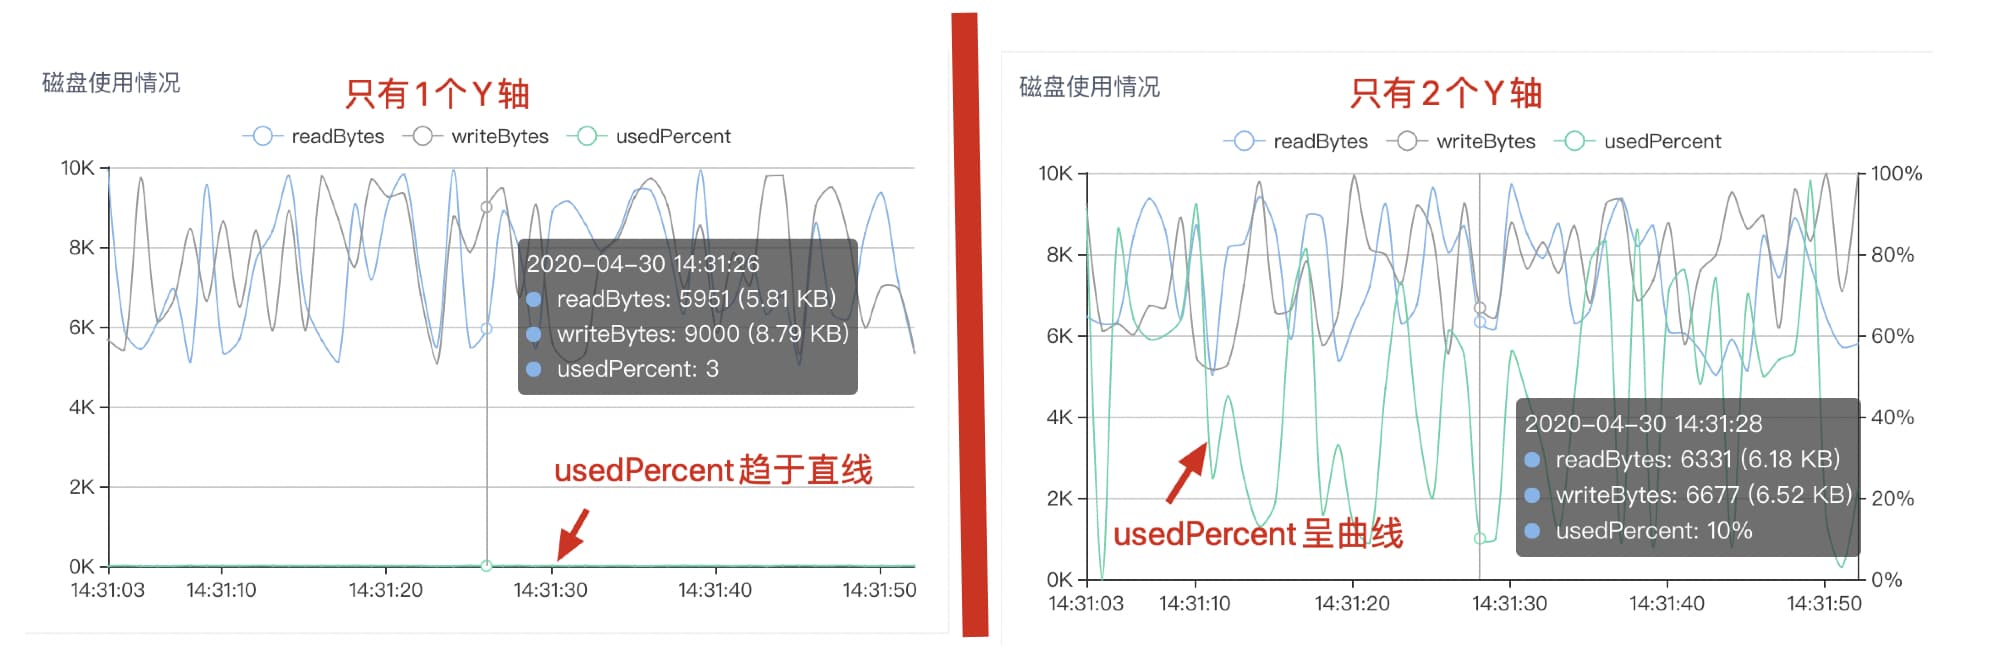 磁盘使用情况
只有1个Y轴
readBytes writeBytes usedPercent
10K
8K
6K
4K
2K
0K
14:31:03 14:31:10 14:31:20 14:31:30 14:31:40 14:31:50
2020-04-30 14:31:26
readBytes: 5951 (5.81 KB)
writeBytes: 9000 (8.79 KB)
usedPercent: 3
usedPercent趋于直线
磁盘使用情况
只有2个Y轴
readBytes writeBytes usedPercent
10K 100%
8K 80%
6K 60%
4K 40%
2K 20%
0K 0%
14:31:03 14:31:10 14:31:20 14:31:30 14:31:40 14:31:50
2020-04-30 14:31:28
readBytes: 6331 (6.18 KB)
writeBytes: 6677 (6.52 KB)
usedPercent: 10%
usedPercent呈曲线